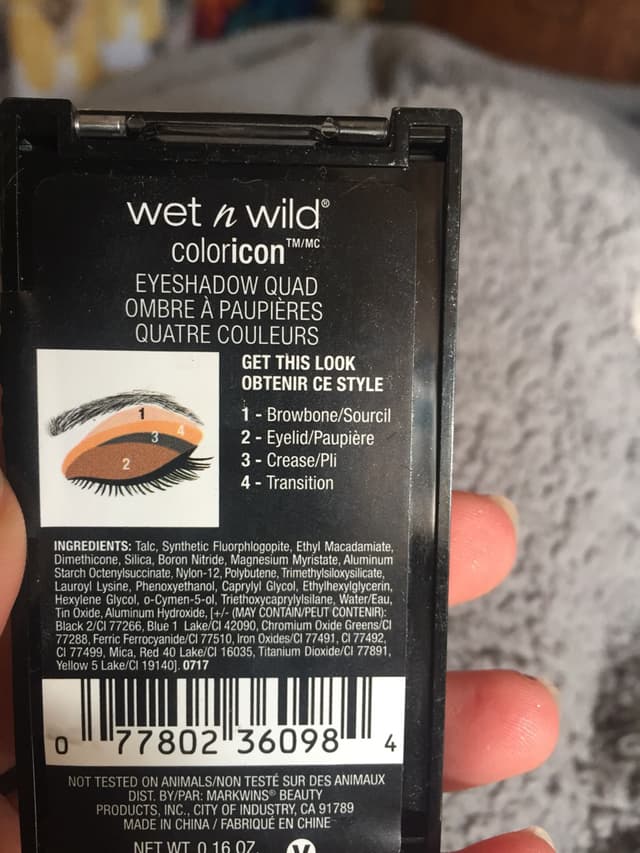 wet n wild®
coloricon™/MC
EYESHADOW QUAD
OMBRE À PAUPIÈRES
QUATRE COULEURS
GET THIS LOOK
OBTENIR CE STYLE
1
4
3
2
1 - Browbone/Sourcil
2 - Eyelid/Paupière
3 - Crease/Pli
4 - Transition
INGREDIENTS: Talc, Synthetic Fluorphlogopite, Ethyl Macadamiate,
Dimethicone, Silica, Boron Nitride, Magnesium Myristate, Aluminum
Starch Octenylsuccinate, Nylon-12, Polybutene, Trimethylsiloxysilicate,
Lauroyl Lysine, Phenoxyethanol, Caprylyl Glycol, Ethylhexylglycerin,
Hexylene Glycol, o-Cymen-5-ol, Triethoxycaprylylsilane, Water/Eau,
Tin Oxide, Aluminum Hydroxide, [+/- (MAY CONTAIN/PEUT CONTENIR):
Black 2/CI 77266, Blue 1 Lake/CI 42090, Chromium Oxide Greens/CI
77288, Ferric Ferrocyanide/CI 77510, Iron Oxides/CI 77491, CI 77492,
CI 77499, Mica, Red 40 Lake/CI 16035, Titanium Dioxide/CI 77891,
Yellow 5 Lake/CI 19140]. 0717
0 77802 36098 4
NOT TESTED ON ANIMALS/NON TESTÉ SUR DES ANIMAUX
DIST. BY/PAR: MARKWINS® BEAUTY
PRODUCTS, INC., CITY OF INDUSTRY, CA 91789
MADE IN CHINA / FABRIQUÉ EN CHINE
NET WT. 0.16 OZ.